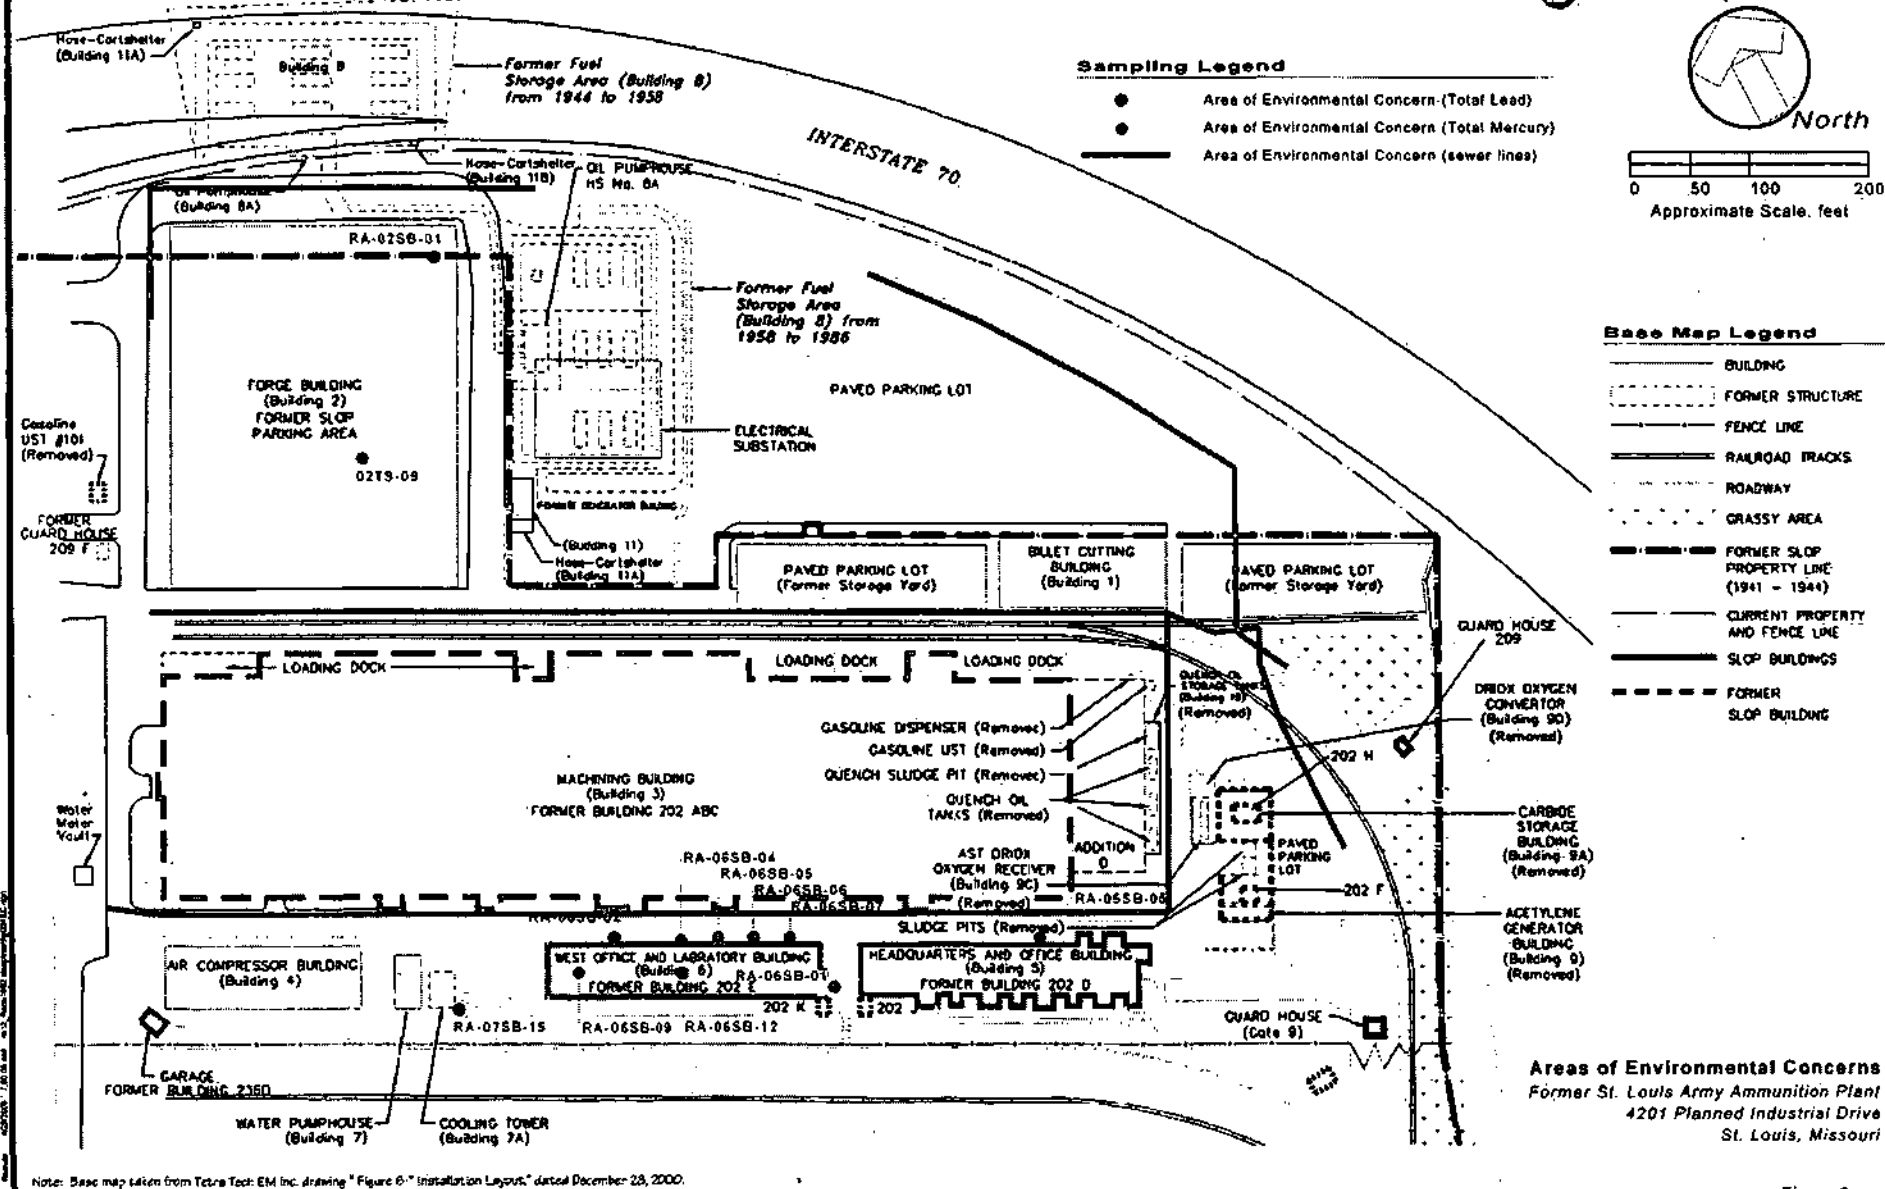 Hose-Cartshelter
(Building 11A)
Building 8
Former Fuel
Storage Area (Building 8)
from 1944 to 1958
INTERSTATE 70
Sampling Legend
Area of Environmental Concern (Total Lead)
Area of Environmental Concern (Total Mercury)
Area of Environmental Concern (sewer lines)
North
0 50 100 200
Approximate Scale, feet
Hose-Cartshelter
(Building 11B)
OIL PUMPHOUSE
HS No. 8A
(Building 8A)
RA-02SB-01
Former Fuel
Storage Area
(Building 8) from
1958 to 1986
PAVED PARKING LOT
FORGE BUILDING
(Building 2)
FORMER SLOP
PARKING AREA
02TS-09
Gasoline
UST #101
(Removed)
FORMER
GUARD HOUSE
209 F
ELECTRICAL
SUBSTATION
(Building 11)
Hose-Cartshelter
(Building 11A)
PAVED PARKING LOT
(Former Storage Yard)
BILLET CUTTING
BUILDING
(Building 1)
PAVED PARKING LOT
(Former Storage Yard)
Base Map Legend
BUILDING
FORMER STRUCTURE
FENCE LINE
RAILROAD TRACKS
ROADWAY
GRASSY AREA
FORMER SLOP
PROPERTY LINE
(1941 - 1944)
CURRENT PROPERTY
AND FENCE LINE
SLOP BUILDINGS
FORMER
SLOP BUILDING
LOADING DOCK
LOADING DOCK
LOADING DOCK
QUENCH OIL
STORAGE TANKS
(Removed)
GUARD HOUSE
209
DRIOX OXYGEN
CONVERTOR
(Building 9D)
(Removed)
GASOLINE DISPENSER (Removed)
GASOLINE UST (Removed)
QUENCH SLUDGE PIT (Removed)
QUENCH OIL
TANKS (Removed)
MACHINING BUILDING
(Building 3)
FORMER BUILDING 202 ABC
Water
Meter
Vault
202 H
CARBIDE
STORAGE
BUILDING
(Building 9A)
(Removed)
PAVED
PARKING
LOT
ADDITION
D
AST DRIOX
OXYGEN RECEIVER
(Building 9C)
(Removed)
202 F
ACETYLENE
GENERATOR
BUILDING
(Building 9)
(Removed)
RA-06SB-04
RA-06SB-05
RA-06SB-06
RA-06SB-07
RA-05SB-06
SLUDGE PITS (Removed)
AIR COMPRESSOR BUILDING
(Building 4)
WEST OFFICE AND LABRATORY BUILDING
(Building 6)
FORMER BUILDING 202 E
RA-06SB-01
HEADQUARTERS AND OFFICE BUILDING
(Building 5)
FORMER BUILDING 202 D
202 K
202 J
RA-07SB-15
RA-06SB-09
RA-06SB-12
GUARD HOUSE
(Gate 9)
GARAGE
FORMER BUILDING 236D
WATER PUMPHOUSE
(Building 7)
COOLING TOWER
(Building 7A)
Areas of Environmental Concerns
Former St. Louis Army Ammunition Plant
4201 Planned Industrial Drive
St. Louis, Missouri
Note: Base map taken from Tetra Tech EM Inc. drawing "Figure 6-" Installation Layout," dated December 28, 2000.